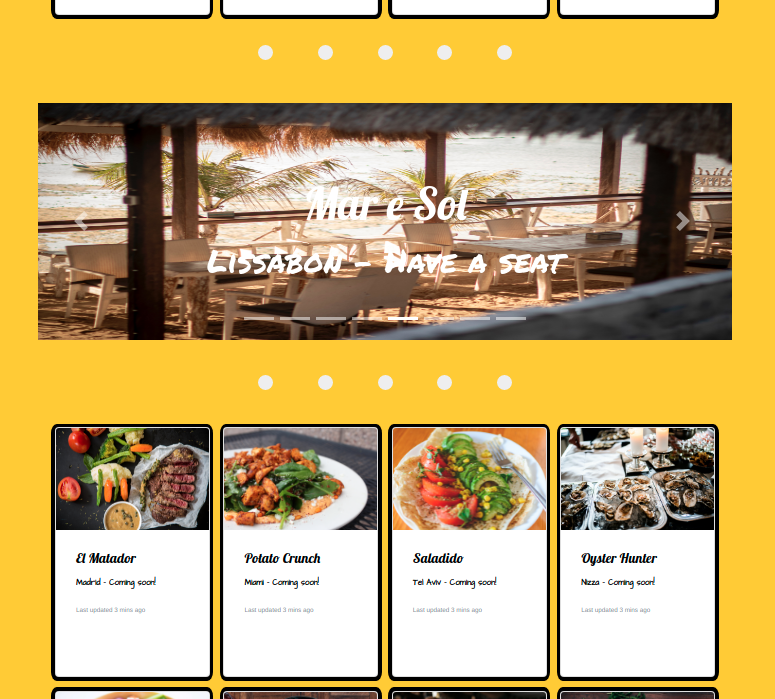 Mar e Sol
Lissabon - Have a seat
El Matador
Madrid - Coming soon!
Last updated 3 mins ago
Potato Crunch
Miami - Coming soon!
Last updated 3 mins ago
Saladido
Tel Aviv - Coming soon!
Last updated 3 mins ago
Oyster Hunter
Nizza - Coming soon!
Last updated 3 mins ago